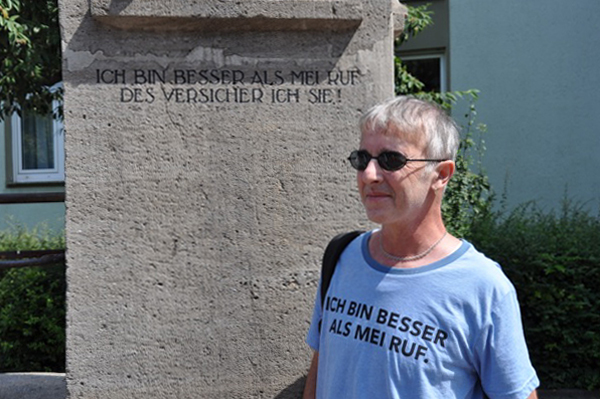 ICH BIN BESSER ALS MEI RUF
DES VERSICHER ICH SIE!
ICH BIN BESSER
ALS MEI RUF.